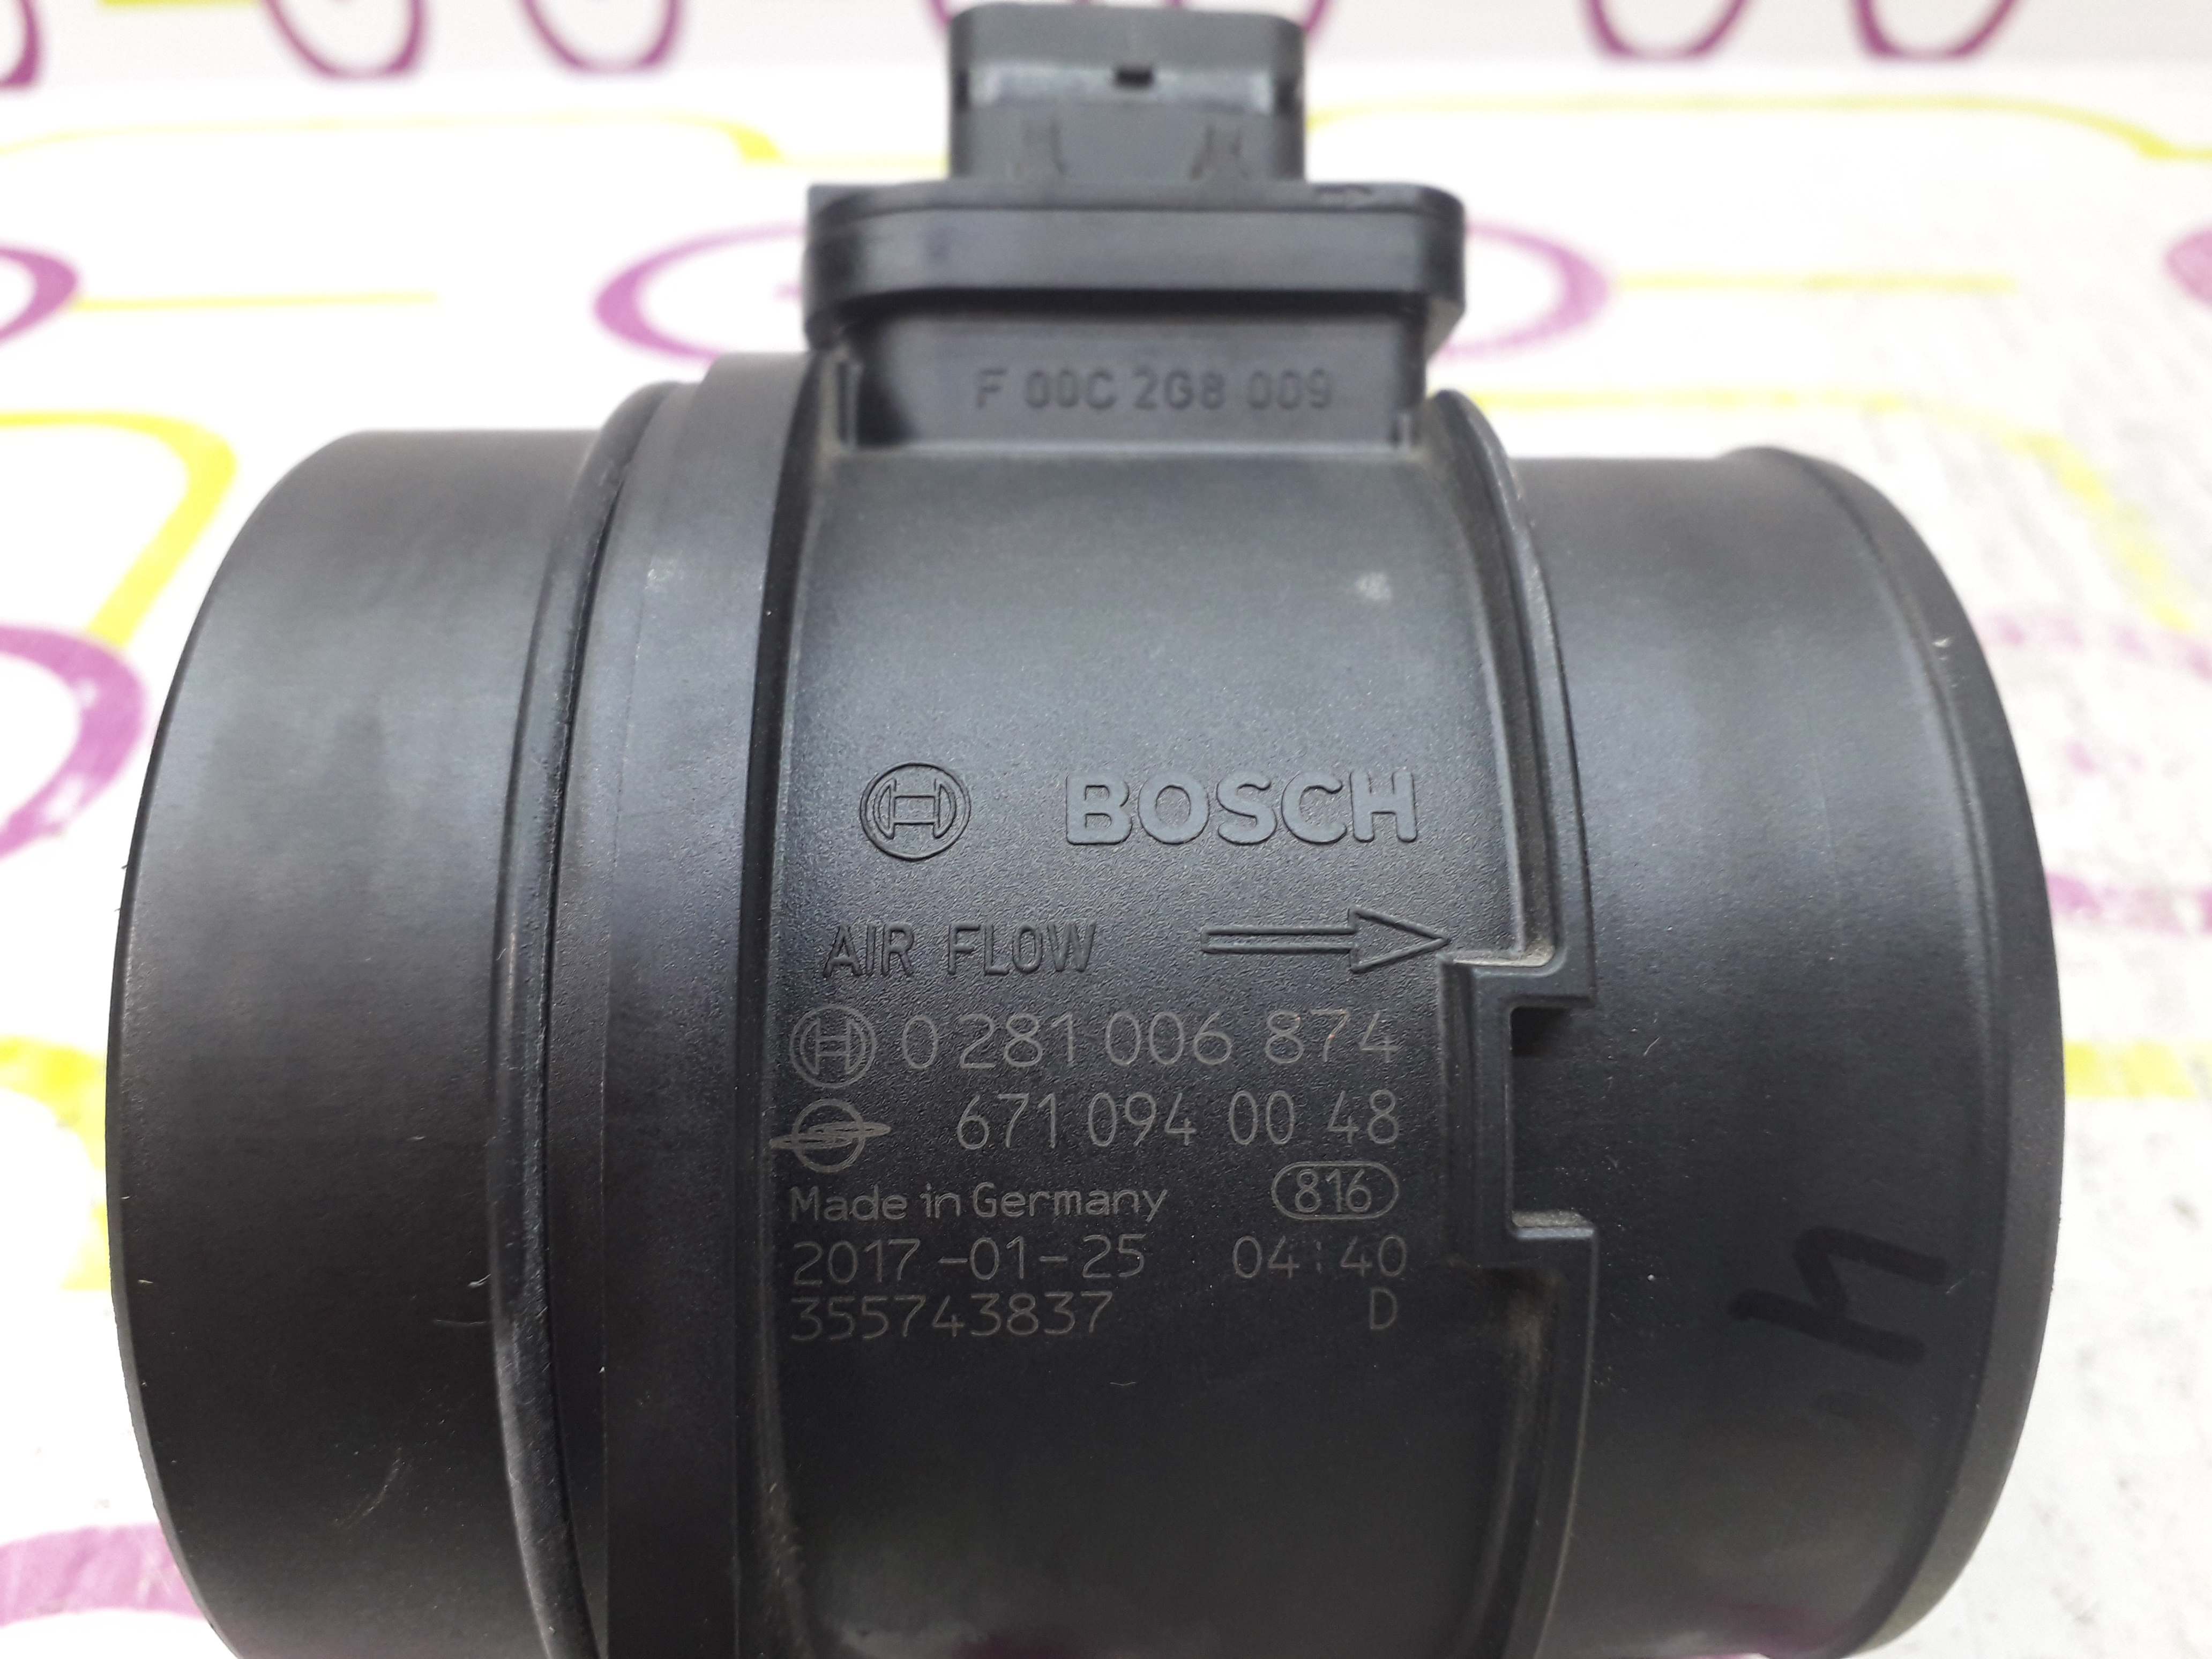 F 00C 2G8 009
BOSCH
AIR FLOW
0 281 006 874
671 094 00 48
Made in Germany 816
2017-01-25 04:40
355743837 D